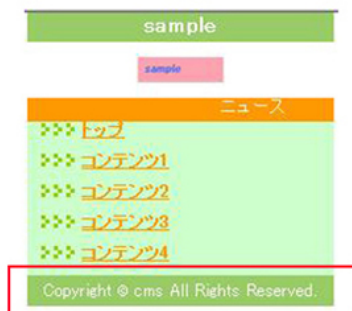 sample
sample
ニュース
>>> トップ
>>> コンテンツ1
>>> コンテンツ2
>>> コンテンツ3
>>> コンテンツ4
Copyright © cms All Rights Reserved.